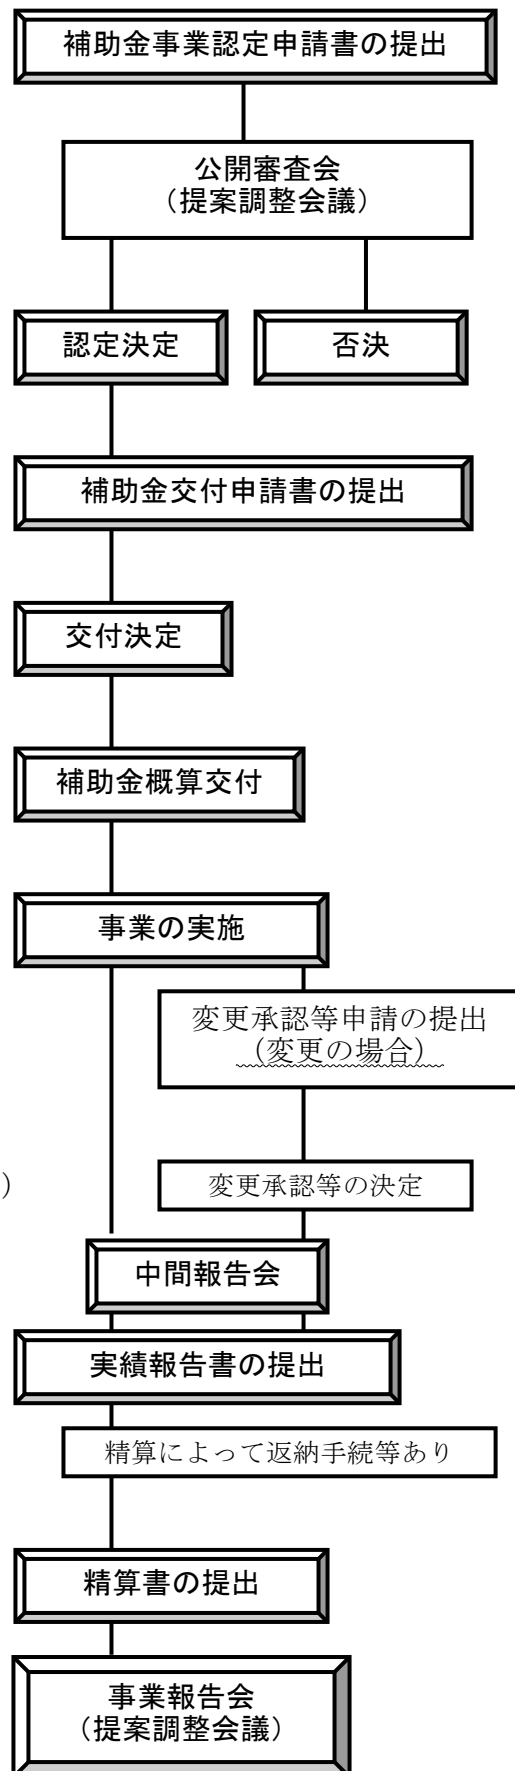 補助金事業認定申請書の提出
公開審査会
（提案調整会議）
認定決定
否決
補助金交付申請書の提出
交付決定
補助金概算交付
事業の実施
変更承認等申請の提出
（変更の場合）
）
変更承認等の決定
中間報告会
実績報告書の提出
精算によって返納手続等あり
精算書の提出
事業報告会
（提案調整会議）